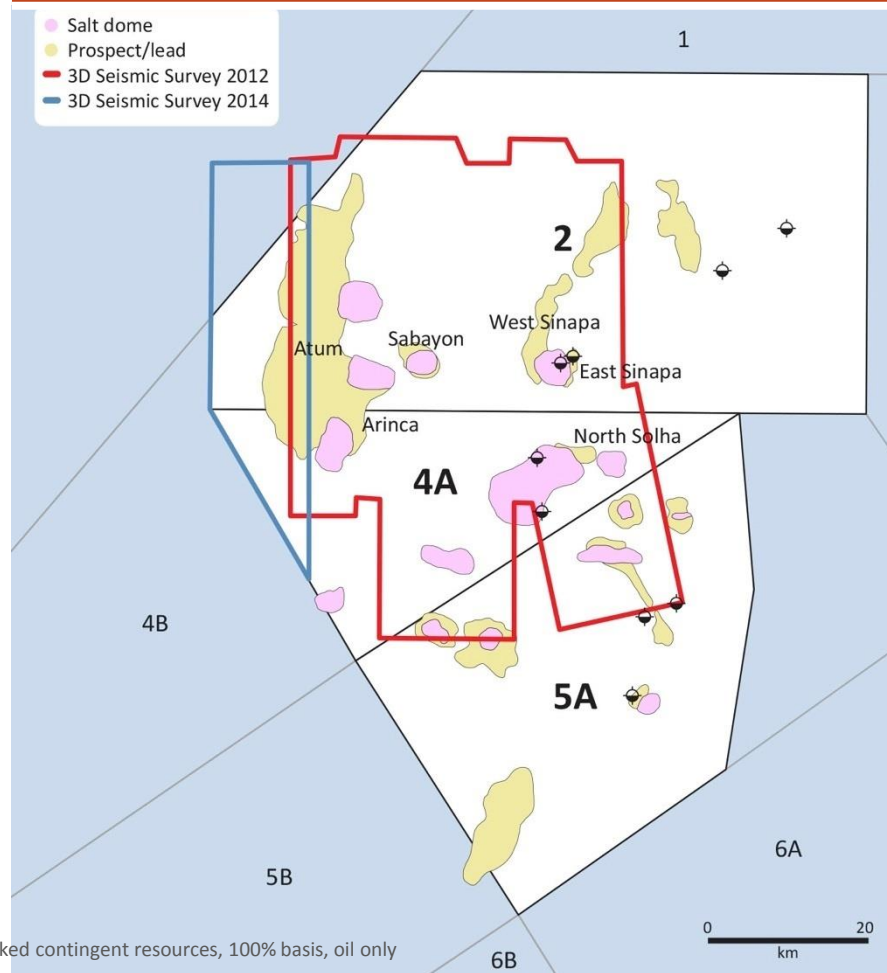 Salt dome
Prospect/lead
3D Seismic Survey 2012
3D Seismic Survey 2014
1
2
West Sinapa
Sabayon
Atum
East Sinapa
Arinca
North Solha
4A
4B
5A
5B
6A
0 20
km
ked contingent resources, 100% basis, oil only
6B